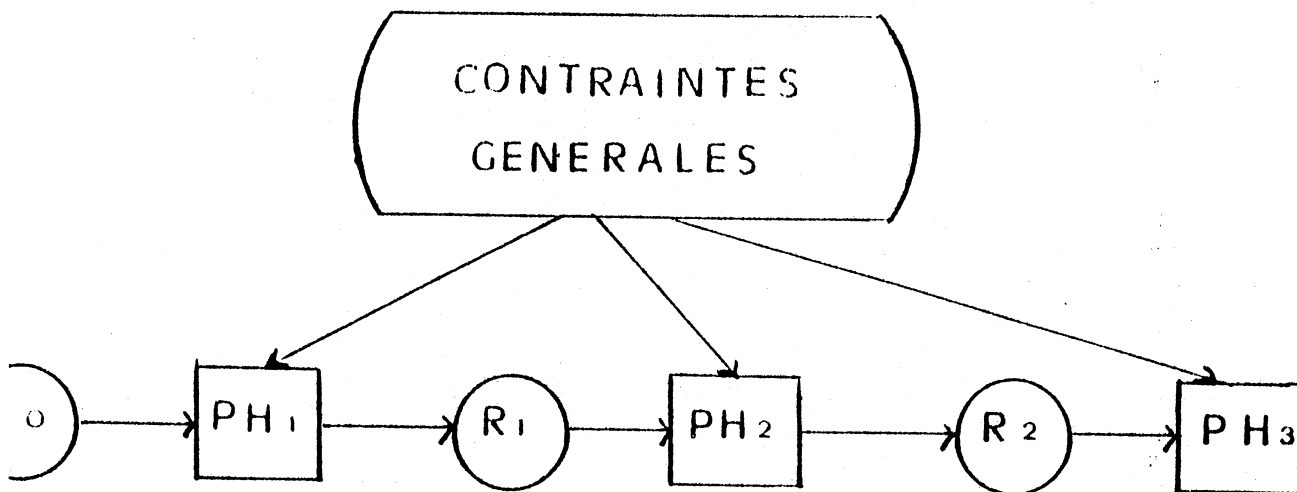 CONTRAINTES
GENERALES
O PH1 R1 PH2 R2 PH3